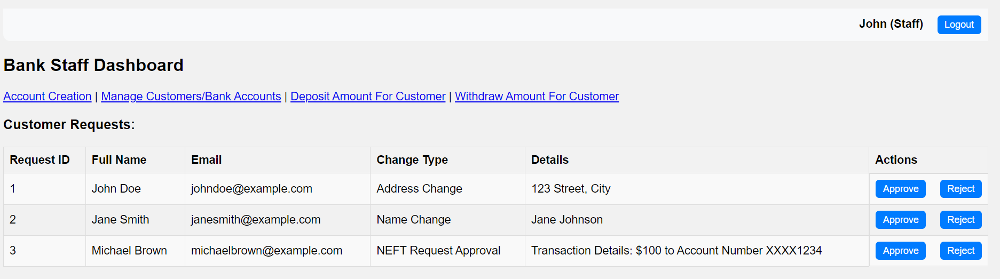 John (Staff) Logout
Bank Staff Dashboard
Account Creation | Manage Customers/Bank Accounts | Deposit Amount For Customer | Withdraw Amount For Customer
Customer Requests:
Request ID Full Name Email Change Type Details Actions
1 John Doe johndoe@example.com Address Change 123 Street, City Approve Reject
2 Jane Smith janesmith@example.com Name Change Jane Johnson Approve Reject
3 Michael Brown michaelbrown@example.com NEFT Request Approval Transaction Details: $100 to Account Number XXXX1234 Approve Reject